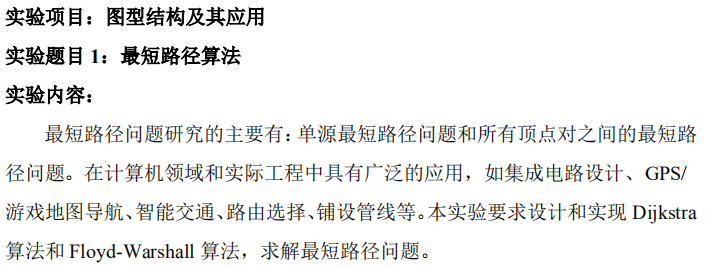 实验项目：图型结构及其应用
实验题目 1：最短路径算法
实验内容：
最短路径问题研究的主要有：单源最短路径问题和所有顶点对之间的最短路
径问题。在计算机领域和实际工程中具有广泛的应用，如集成电路设计、GPS/
游戏地图导航、智能交通、路由选择、铺设管线等。本实验要求设计和实现 Dijkstra
算法和 Floyd-Warshall 算法，求解最短路径问题。